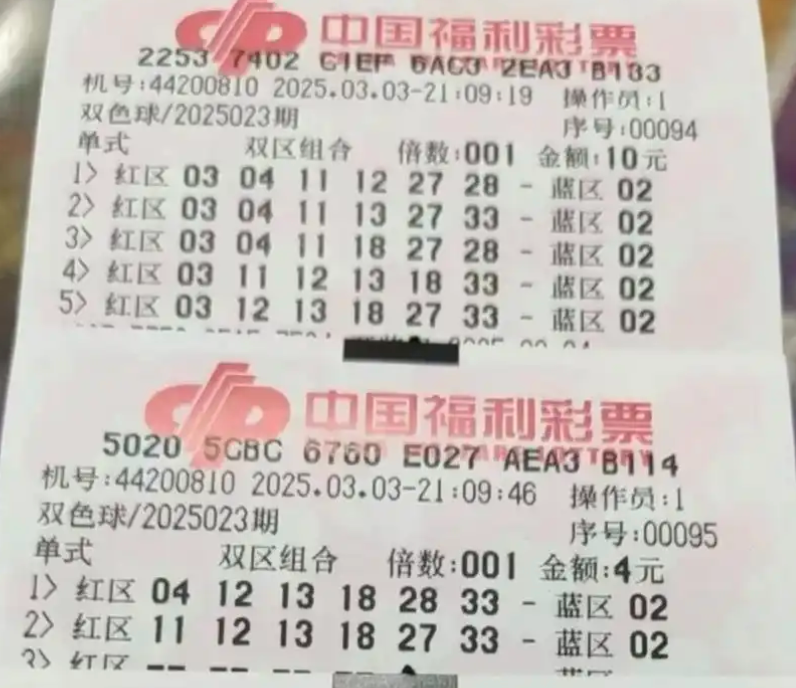 中国福利彩票
2253 7402 C1EF 6AC3 2EA3 B133
机号:44200810 2025.03.03-21:09:19 操作员:1
双色球/2025023期 序号:00094
单式 双区组合 倍数:001 金额:10元
1> 红区 03 04 11 12 27 28 - 蓝区 02
2> 红区 03 04 11 13 27 33 - 蓝区 02
3> 红区 03 04 11 18 27 28 - 蓝区 02
4> 红区 03 11 12 13 18 33 - 蓝区 02
5> 红区 03 12 13 18 27 33 - 蓝区 02
中国福利彩票
5020 5CBC 6760 E027 AEA3 B114
机号:44200810 2025.03.03-21:09:46 操作员:1
双色球/2025023期 序号:00095
单式 双区组合 倍数:001 金额:4元
1> 红区 04 12 13 18 28 33 - 蓝区 02
2> 红区 11 12 13 18 27 33 - 蓝区 02
3> 红区 -- -- -- -- --